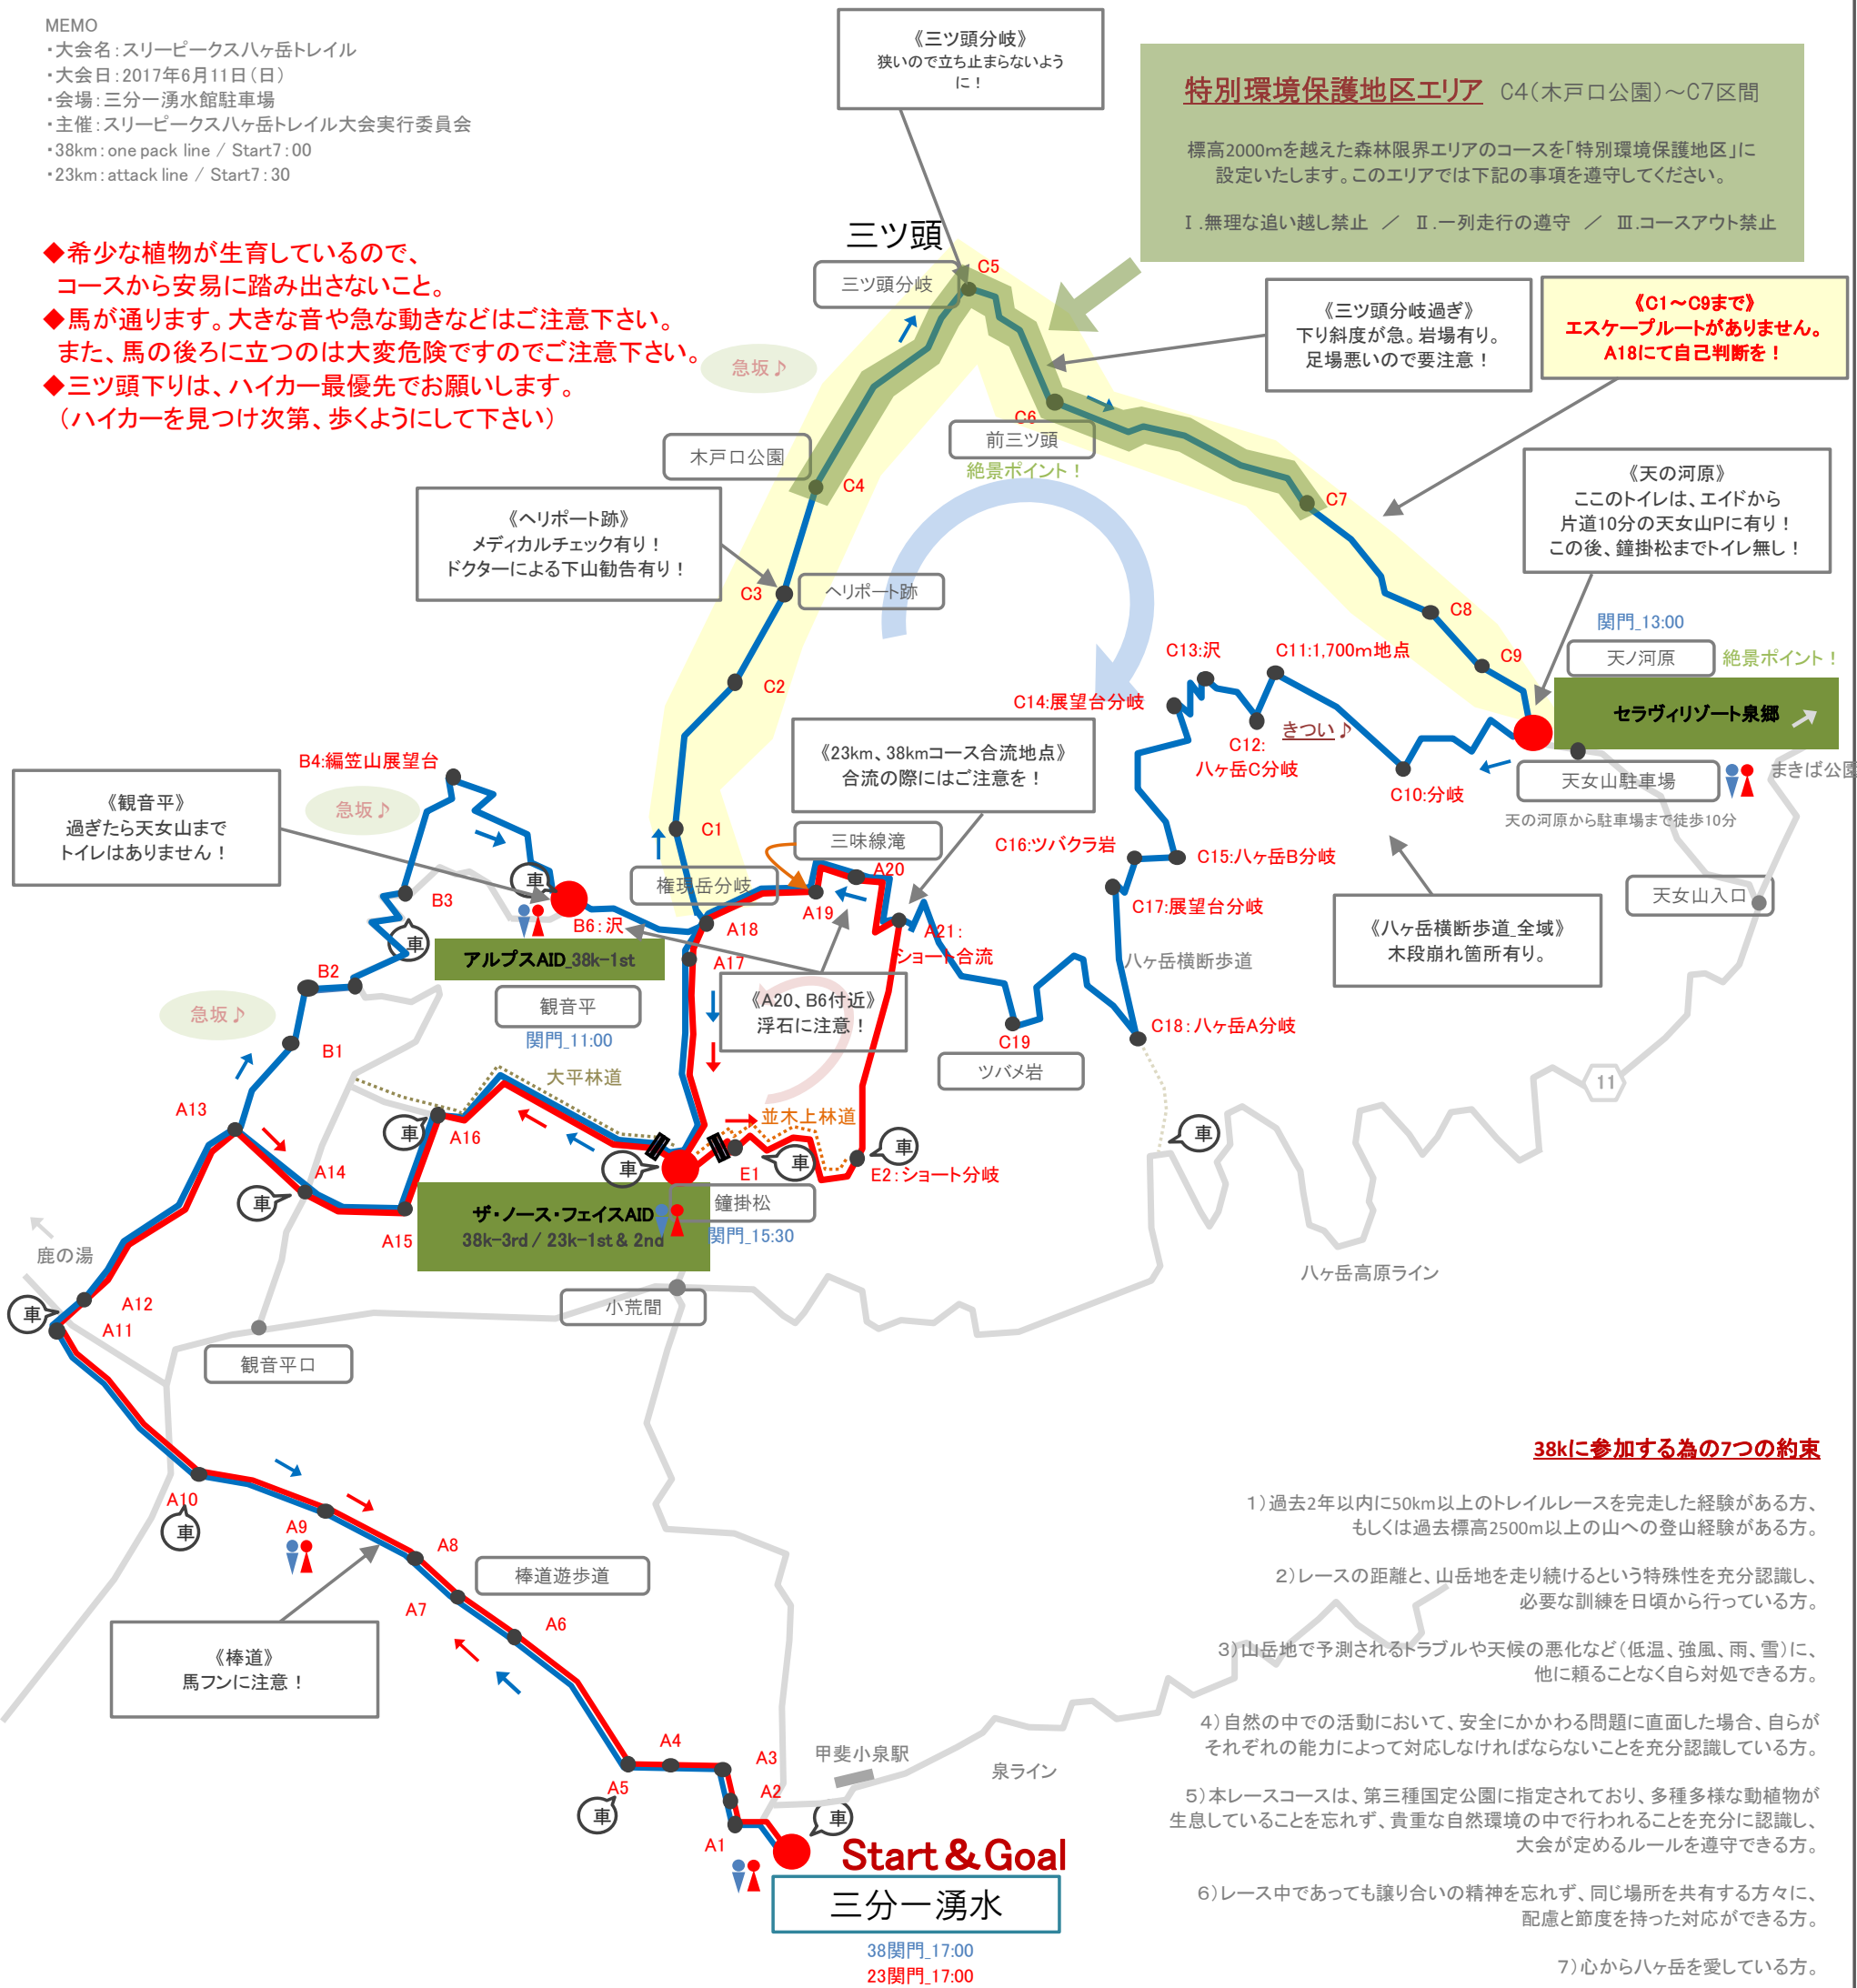 MEMO
・大会名：スリーピークス八ヶ岳トレイル
・大会日：2017年6月11日（日）
・会場：三分一湧水館駐車場
・主催：スリーピークス八ヶ岳トレイル大会実行委員会
・38km：one pack line / Start7：00
・23km：attack line / Start7：30
◆希少な植物が生育しているので、
コースから安易に踏み出さないこと。
◆馬が通ります。大きな音や急な動きなどはご注意下さい。
また、馬の後ろに立つのは大変危険ですのでご注意下さい。
◆三ツ頭下りは、ハイカー最優先でお願いします。
（ハイカーを見つけ次第、歩くようにして下さい）
《三ツ頭分岐》
狭いので立ち止まらないよう
に！
特別環境保護地区エリア C4（木戸口公園）～C7区間
標高2000mを越えた森林限界エリアのコースを「特別環境保護地区」に
設定いたします。このエリアでは下記の事項を遵守してください。
Ⅰ.無理な追い越し禁止 ／ Ⅱ.一列走行の遵守 ／ Ⅲ.コースアウト禁止
三ツ頭
三ツ頭分岐
C5
《三ツ頭分岐過ぎ》
下り斜度が急。岩場有り。
足場悪いので要注意！
《C1～C9まで》
エスケープルートがありません。
A18にて自己判断を！
急坂♪
C6
前三ツ頭
絶景ポイント！
木戸口公園
C4
C7
《天の河原》
ここのトイレは、エイドから
片道10分の天女山Pに有り！
この後、鐘掛松までトイレ無し！
《ヘリポート跡》
メディカルチェック有り！
ドクターによる下山勧告有り！
C3
ヘリポート跡
C8
関門_13:00
天ノ河原
絶景ポイント！
C9
C13:沢
C11:1,700m地点
C2
C14:展望台分岐
セラヴィリゾート泉郷
きつい♪
C12:
八ヶ岳C分岐
《23km、38kmコース合流地点》
合流の際にはご注意を！
B4:編笠山展望台
急坂♪
《観音平》
過ぎたら天女山まで
トイレはありません！
C10:分岐
天女山駐車場
まきば公園
天の河原から駐車場まで徒歩10分
C1
三味線滝
C16:ツバクラ岩
C15:八ヶ岳B分岐
権現岳分岐
A20
A19
車
B3
B6:沢
A18
A21:
ショート合流
C17:展望台分岐
天女山入口
《八ヶ岳横断歩道_全域》
木段崩れ箇所有り。
車
アルプスAID_38k-1st
A17
八ヶ岳横断歩道
B2
観音平
関門_11:00
《A20、B6付近》
浮石に注意！
急坂♪
B1
C19
C18:八ヶ岳A分岐
ツバメ岩
11
大平林道
A13
A16
車
並木上林道
車
E1
車
車
E2:ショート分岐
車
A14
車
A15
ザ・ノース・フェイスAID
38k-3rd / 23k-1st & 2nd
鐘掛松
関門_15:30
鹿の湯
八ヶ岳高原ライン
A12
車
A11
小荒間
観音平口
A10
車
A9
A8
A7
棒道遊歩道
A6
《棒道》
馬フンに注意！
A4
A5
車
A3
A2
A1
甲斐小泉駅
泉ライン
車
Start＆Goal
三分一湧水
38関門_17:00
23関門_17:00
38kに参加する為の7つの約束
1）過去2年以内に50km以上のトレイルレースを完走した経験がある方、
もしくは過去標高2500m以上の山への登山経験がある方。
2）レースの距離と、山岳地を走り続けるという特殊性を充分認識し、
必要な訓練を日頃から行っている方。
3）山岳地で予測されるトラブルや天候の悪化など（低温、強風、雨、雪）に、
他に頼ることなく自ら対処できる方。
4）自然の中での活動において、安全にかかわる問題に直面した場合、自らが
それぞれの能力によって対応しなければならないことを充分認識している方。
5）本レースコースは、第三種国定公園に指定されており、多種多様な動植物が
生息していることを忘れず、貴重な自然環境の中で行われることを充分に認識し、
大会が定めるルールを遵守できる方。
6）レース中であっても譲り合いの精神を忘れず、同じ場所を共有する方々に、
配慮と節度を持った対応ができる方。
7）心から八ヶ岳を愛している方。